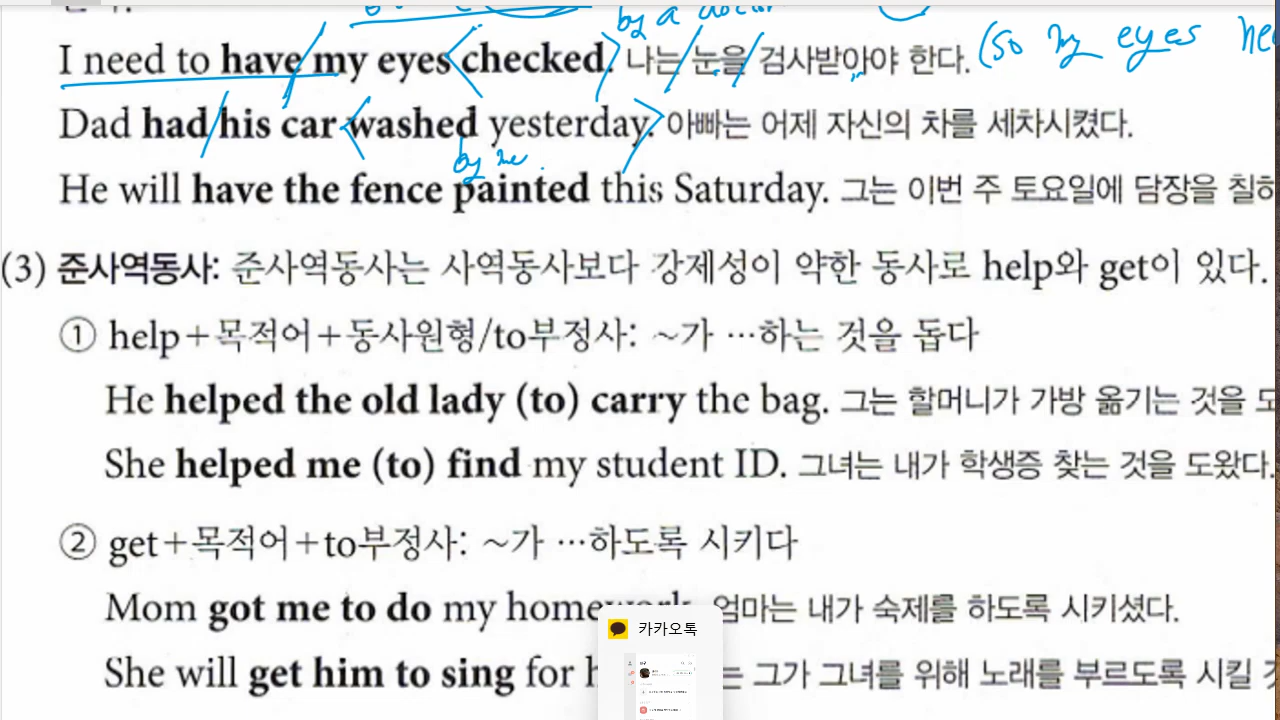 by a
I need to have my eyes checked. 나는 눈을 검사받아야 한다. (so my eyes
Dad had his car washed yesterday. 아빠는 어제 자신의 차를 세차시켰다.
by me.
He will have the fence painted this Saturday. 그는 이번 주 토요일에 담장을 칠하
(3) 준사역동사: 준사역동사는 사역동사보다 강제성이 약한 동사로 help와 get이 있다.
① help+목적어+동사원형/to부정사: ~가 …하는 것을 돕다
He helped the old lady (to) carry the bag. 그는 할머니가 가방 옮기는 것을
She helped me (to) find my student ID. 그녀는 내가 학생증 찾는 것을 도왔다.
② get+목적어+to부정사: ~가 …하도록 시키다
Mom got me to do my homework. 엄마는 내가 숙제를 하도록 시키셨다.
카카오톡
She will get him to sing for 는 그가 그녀를 위해 노래를 부르도록 시킬